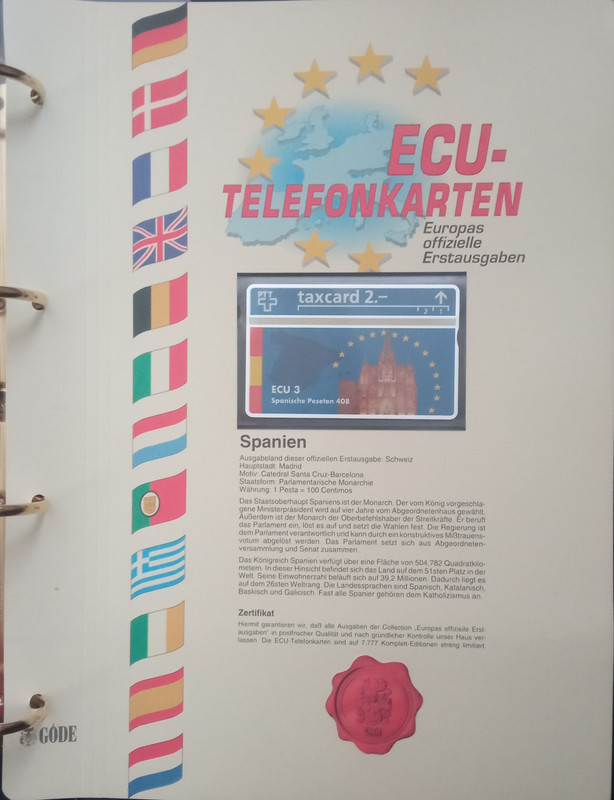 ECU-
TELEFONKARTEN
Europas
offizielle
Erstausgaben
PTT
taxcard 2.–
2 1
ECU 3
Spanische Peseten 408
Spanien
Ausgabeland dieser offiziellen Erstausgabe: Schweiz
Hauptstadt: Madrid
Motiv: Catedral Santa Cruz-Barcelona
Staatsform: Parlamentarische Monarchie
Währung: 1 Pesta = 100 Centimos
Das Staatsoberhaupt Spaniens ist der Monarch. Der vom König vorgeschla-
gene Ministerpräsident wird auf vier Jahre vom Abgeordnetenhaus gewählt.
Außerdem ist der Monarch der Oberbefehlshaber der Streitkräfte. Er beruft
das Parlament ein, löst es auf und setzt die Wahlen fest. Die Regierung ist
dem Parlament verantwortlich und kann durch ein konstruktives Mißtrauens-
votum abgelöst werden. Das Parlament setzt sich aus Abgeordneten-
versammlung und Senat zusammen.
Das Königreich Spanien verfügt über eine Fläche von 504.782 Quadratkilo-
metern. In dieser Hinsicht befindet sich das Land auf dem 51sten Platz in der
Welt. Seine Einwohnerzahl beläuft sich auf 39,2 Millionen. Dadurch liegt es
auf dem 26sten Weltrang. Die Landessprachen sind Spanisch, Katalanisch,
Baskisch und Galicisch. Fast alle Spanier gehören dem Katholizismus an.
Zertifikat
Hiermit garantieren wir, daß alle Ausgaben der Collection „Europas offizielle Erst-
ausgaben" in postfrischer Qualität und nach gründlicher Kontrolle unser Haus ver-
lassen. Die ECU-Telefonkarten sind auf 7.777 Komplett-Editionen streng limitiert.
GÖDE